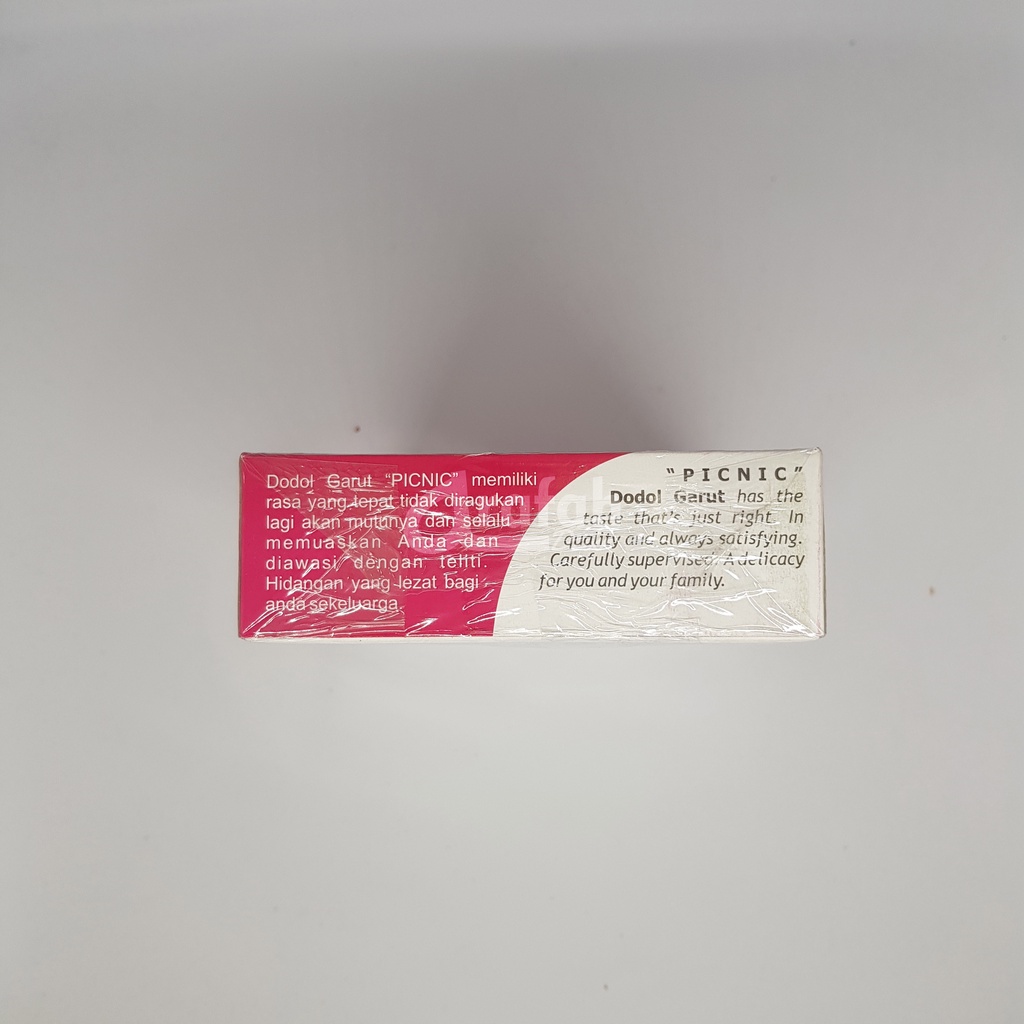 Dodol Garut “PICNIC” memiliki
rasa yang tepat tidak diragukan
lagi akan mutunya dan selalu
memuaskan Anda dan
diawasi dengan teliti.
Hidangan yang lezat bagi
anda sekeluarga.
"PICNIC"
Dodol Garut has the
taste that's just right. In
quality and always satisfying.
Carefully supervised. A delicacy
for you and your family.